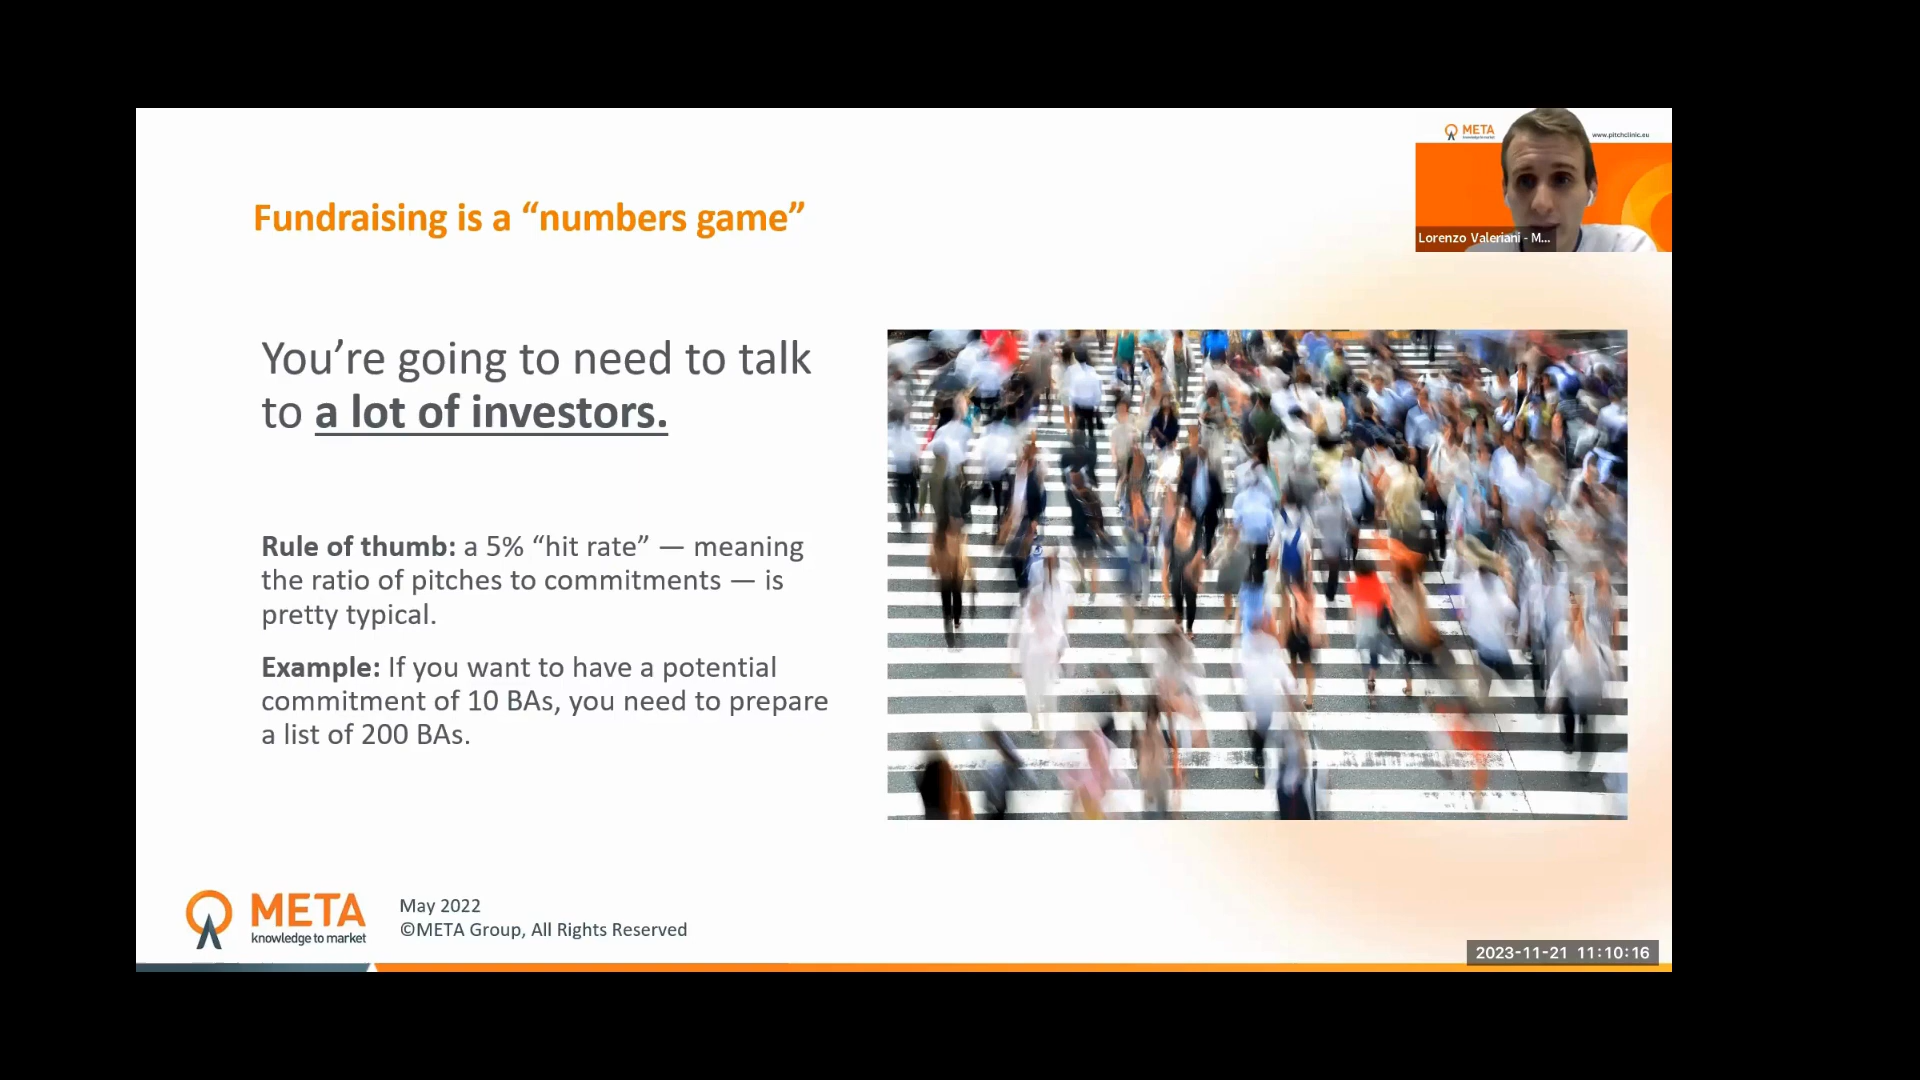 META
knowledge to market
www.pitchclinic.eu
Lorenzo Valeriani - M...
Fundraising is a “numbers game”
You’re going to need to talk
to a lot of investors.
Rule of thumb: a 5% “hit rate” — meaning
the ratio of pitches to commitments — is
pretty typical.
Example: If you want to have a potential
commitment of 10 BAs, you need to prepare
a list of 200 BAs.
META
knowledge to market
May 2022
©META Group, All Rights Reserved
2023-11-21 11:10:16